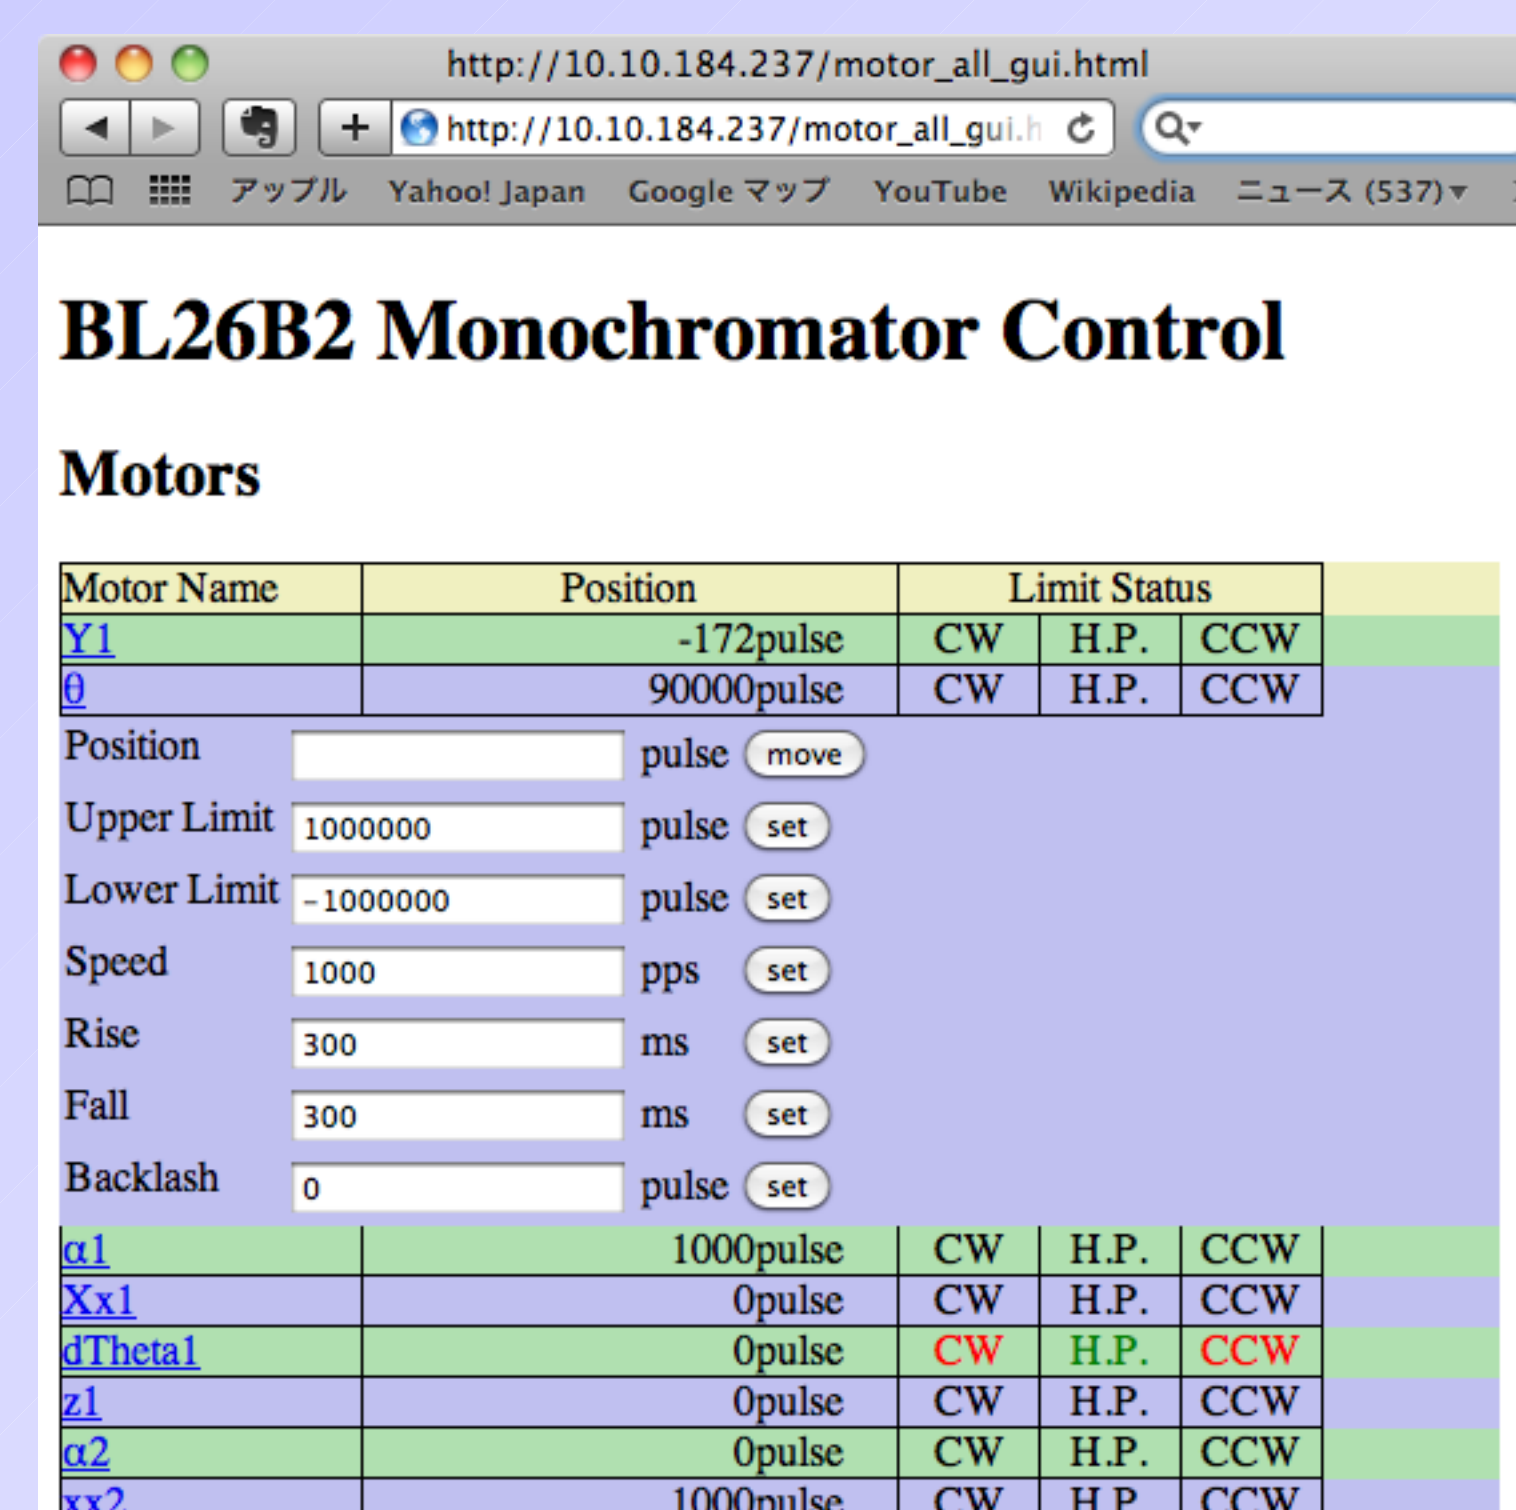 http://10.10.184.237/motor_all_gui.html
http://10.10.184.237/motor_all_gui.h
アップル Yahoo! Japan Google マップ YouTube Wikipedia ニュース (537)▼
BL26B2 Monochromator Control
Motors
Motor Name Position Limit Status
Y1 -172pulse CW H.P. CCW
θ 90000pulse CW H.P. CCW
Position pulse move
Upper Limit 1000000 pulse set
Lower Limit -1000000 pulse set
Speed 1000 pps set
Rise 300 ms set
Fall 300 ms set
Backlash 0 pulse set
α1 1000pulse CW H.P. CCW
Xx1 0pulse CW H.P. CCW
dTheta1 0pulse CW H.P. CCW
z1 0pulse CW H.P. CCW
α2 0pulse CW H.P. CCW
xx2 1000pulse CW H.P. CCW